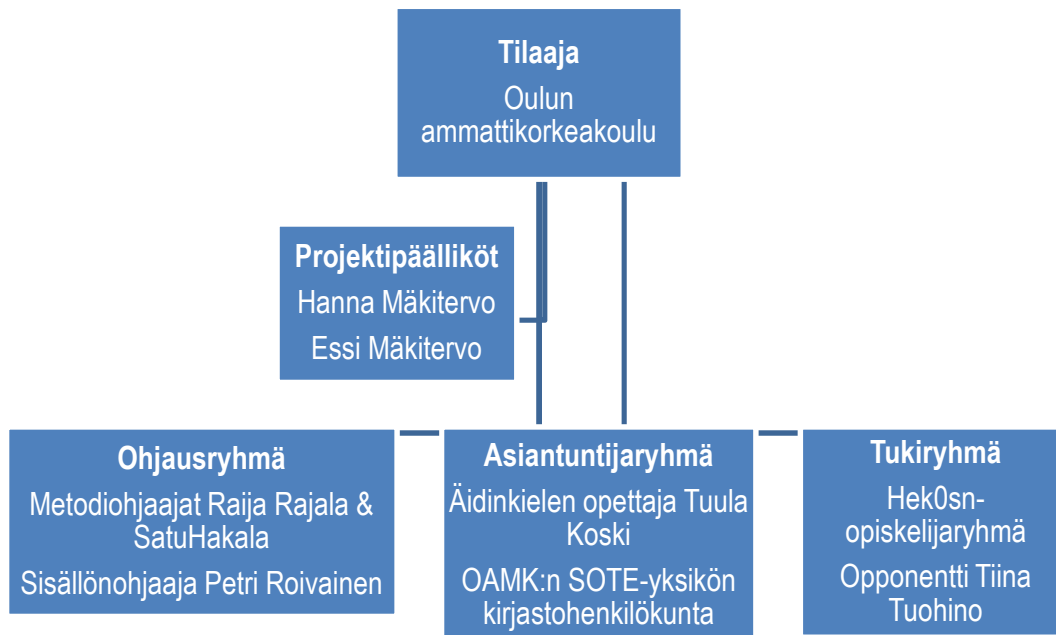 Tilaaja
Oulun
ammattikorkeakoulu
Projektipäälliköt
Hanna Mäkitervo
Essi Mäkitervo
Ohjausryhmä
Metodiohjaajat Raija Rajala &
SatuHakala
Sisällönohjaaja Petri Roivainen
Asiantuntijaryhmä
Äidinkielen opettaja Tuula
Koski
OAMK:n SOTE-yksikön
kirjastohenkilökunta
Tukiryhmä
Hek0sn-
opiskelijaryhmä
Opponentti Tiina
Tuohino